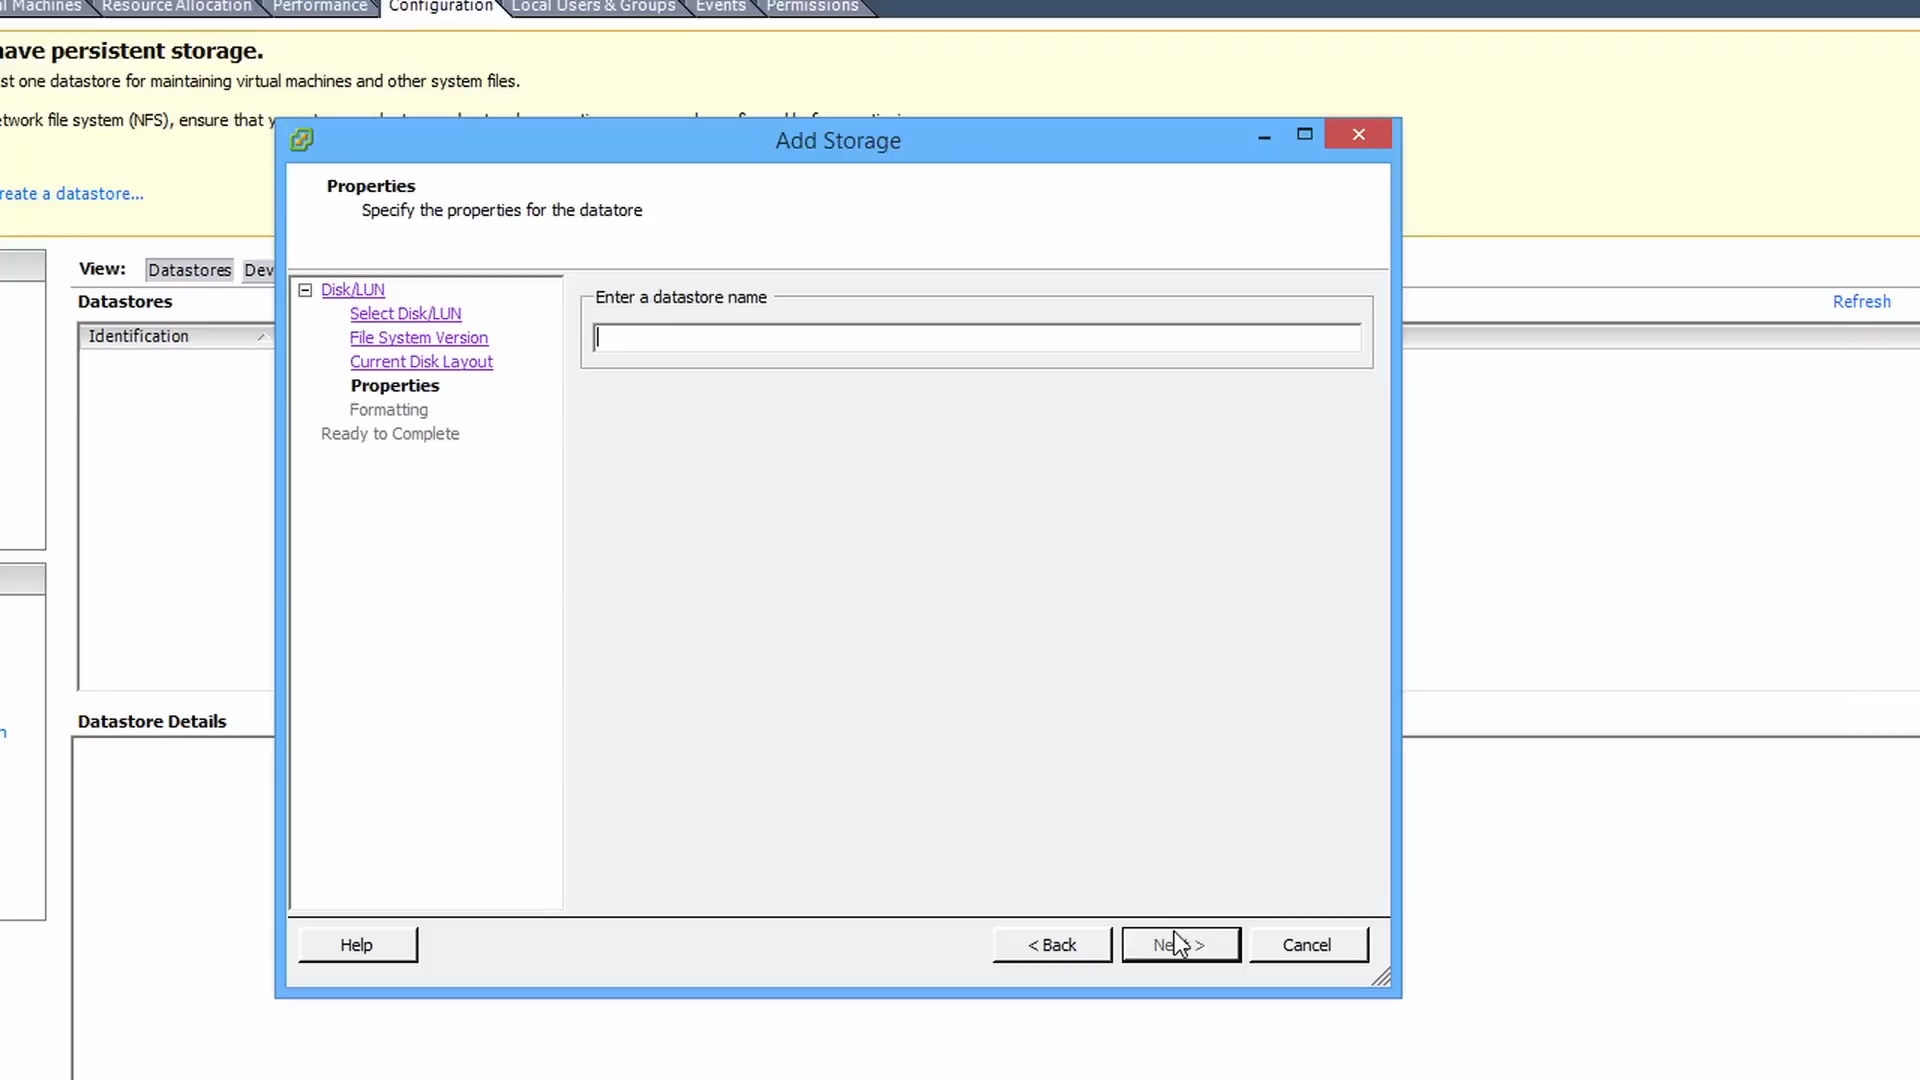 Machines
Resource Allocation
Performance
Configuration
Local Users & Groups
Events
Permissions
have persistent storage.
st one datastore for maintaining virtual machines and other system files.
etwork file system (NFS), ensure that y
reate a datastore...
View: Datastores Dev
Datastores
Refresh
Identification
Datastore Details
n
Add Storage
Properties
Specify the properties for the datatore
Disk/LUN
Select Disk/LUN
File System Version
Current Disk Layout
Properties
Formatting
Ready to Complete
Enter a datastore name
Help
< Back
Ne >
Cancel